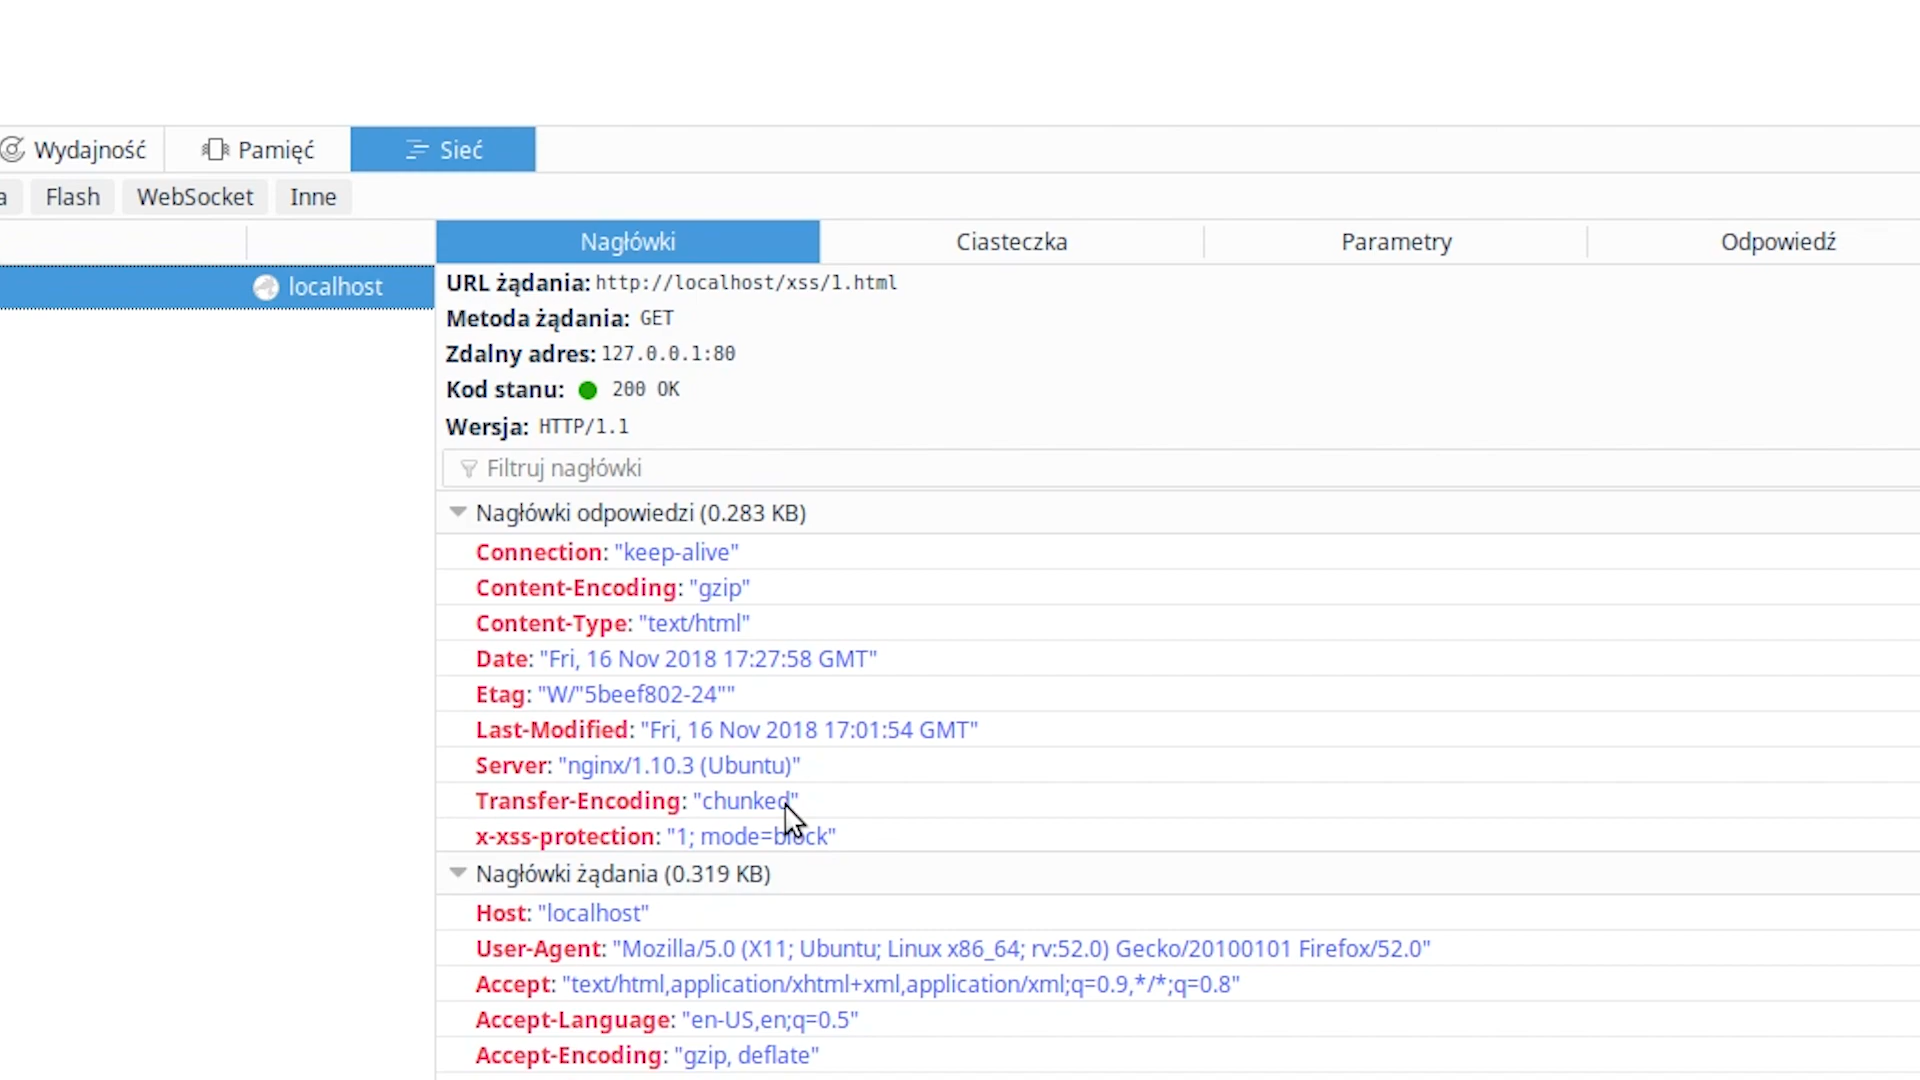 Wydajność Pamięć Sieć
a Flash WebSocket Inne
Nagłówki Ciasteczka Parametry Odpowiedź
localhost
URL żądania: http://localhost/xss/1.html
Metoda żądania: GET
Zdalny adres: 127.0.0.1:80
Kod stanu: 200 OK
Wersja: HTTP/1.1
Filtruj nagłówki
Nagłówki odpowiedzi (0.283 KB)
Connection: "keep-alive"
Content-Encoding: "gzip"
Content-Type: "text/html"
Date: "Fri, 16 Nov 2018 17:27:58 GMT"
Etag: "W/"5beef802-24""
Last-Modified: "Fri, 16 Nov 2018 17:01:54 GMT"
Server: "nginx/1.10.3 (Ubuntu)"
Transfer-Encoding: "chunked"
x-xss-protection: "1; mode=block"
Nagłówki żądania (0.319 KB)
Host: "localhost"
User-Agent: "Mozilla/5.0 (X11; Ubuntu; Linux x86_64; rv:52.0) Gecko/20100101 Firefox/52.0"
Accept: "text/html,application/xhtml+xml,application/xml;q=0.9,*/*;q=0.8"
Accept-Language: "en-US,en;q=0.5"
Accept-Encoding: "gzip, deflate"